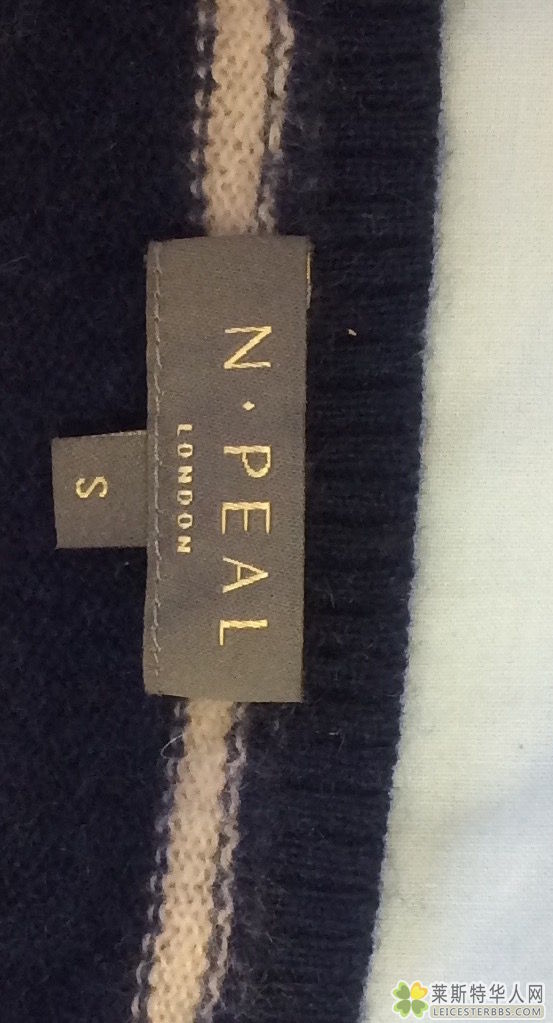 N·PEAL
LONDON
S
莱斯特华人网
LEICESTERBBS.COM